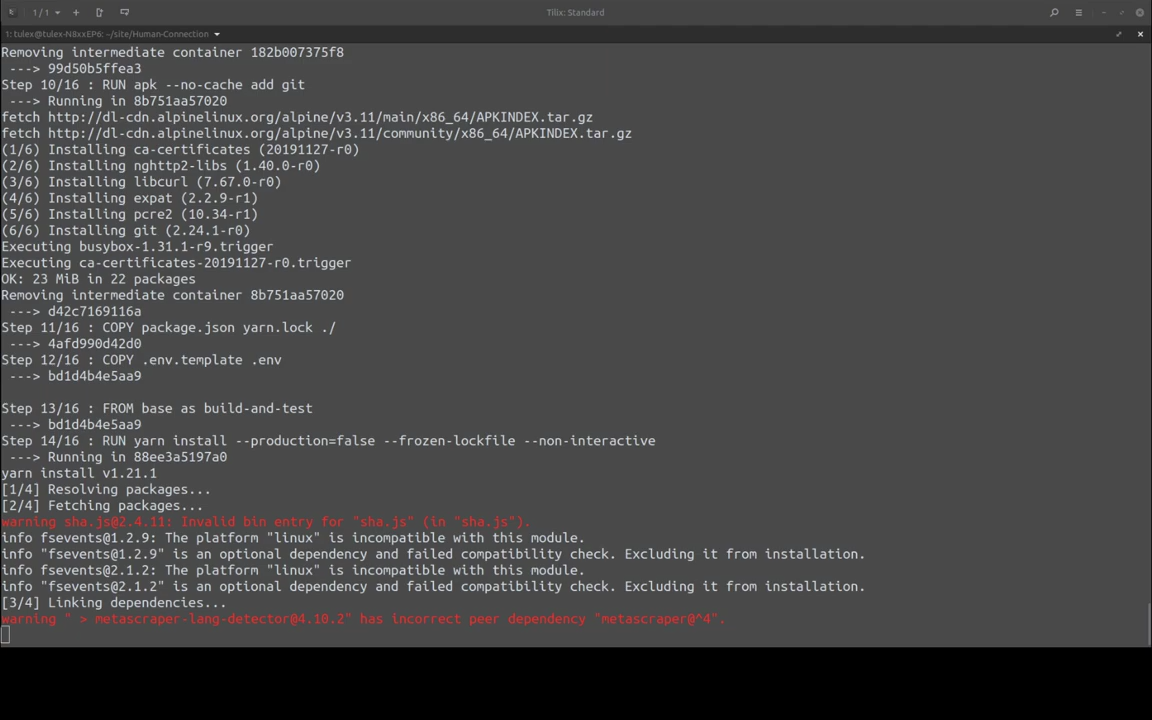 1 / 1
Tilix: Standard
1: tulex@tulex-N8xxEP6: ~/site/Human-Connection
Removing intermediate container 182b007375f8
---> 99d50b5ffea3
Step 10/16 : RUN apk --no-cache add git
---> Running in 8b751aa57020
fetch http://dl-cdn.alpinelinux.org/alpine/v3.11/main/x86_64/APKINDEX.tar.gz
fetch http://dl-cdn.alpinelinux.org/alpine/v3.11/community/x86_64/APKINDEX.tar.gz
(1/6) Installing ca-certificates (20191127-r0)
(2/6) Installing nghttp2-libs (1.40.0-r0)
(3/6) Installing libcurl (7.67.0-r0)
(4/6) Installing expat (2.2.9-r1)
(5/6) Installing pcre2 (10.34-r1)
(6/6) Installing git (2.24.1-r0)
Executing busybox-1.31.1-r9.trigger
Executing ca-certificates-20191127-r0.trigger
OK: 23 MiB in 22 packages
Removing intermediate container 8b751aa57020
---> d42c7169116a
Step 11/16 : COPY package.json yarn.lock ./
---> 4afd990d42d0
Step 12/16 : COPY .env.template .env
---> bd1d4b4e5aa9
Step 13/16 : FROM base as build-and-test
---> bd1d4b4e5aa9
Step 14/16 : RUN yarn install --production=false --frozen-lockfile --non-interactive
---> Running in 88ee3a5197a0
yarn install v1.21.1
[1/4] Resolving packages...
[2/4] Fetching packages...
warning sha.js@2.4.11: Invalid bin entry for "sha.js" (in "sha.js").
info fsevents@1.2.9: The platform "linux" is incompatible with this module.
info "fsevents@1.2.9" is an optional dependency and failed compatibility check. Excluding it from installation.
info fsevents@2.1.2: The platform "linux" is incompatible with this module.
info "fsevents@2.1.2" is an optional dependency and failed compatibility check. Excluding it from installation.
[3/4] Linking dependencies...
warning " > metascraper-lang-detector@4.10.2" has incorrect peer dependency "metascraper@^4".